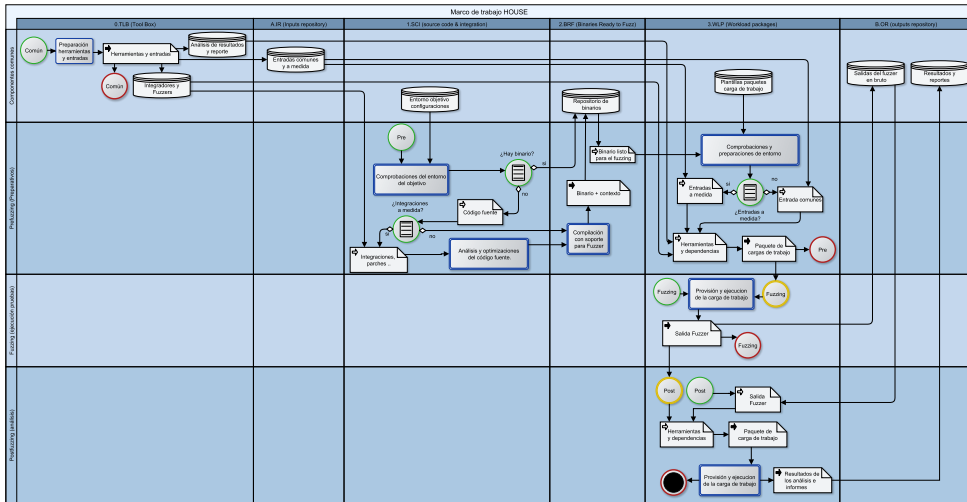 Marco de trabajo HOUSE
0.TLB (Tool Box)
A.IR (Inputs repository)
1.SCI (source code & integration)
2.BRF (Binaries Ready to Fuzz)
3.WLP (Workload packages)
B.OR (outputs repository)
Componentes comunes
Común
Preparación
herramientas
y entradas
Herramientas y entradas
Análisis de resultados
y reporte
Común
Integradores y
Fuzzers
Entradas comunes
y a medida
Entorno objetivo
configuraciones
Repositorio de
binarios
Plantillas paquetes
carga de trabajo
Salidas del fuzzer
en bruto
Resultados y
reportes
Prefuzzing (Preparativos)
Pre
Comprobaciones del entorno
del objetivo
¿Hay binario?
si
no
Código fuente
¿Integraciones
a medida?
si
no
Integraciones,
parches ..
Análisis y optimizaciones
del código fuente.
Binario listo
para el fuzzing
Binario + contexto
Compilación
con soporte
para Fuzzer
Comprobaciones y
preparaciones de entorno
Entradas
a medida
si
no
¿Entradas a
medida?
Entrada comunes
Herramientas
y dependencias
Paquete de
cargas de trabajo
Pre
Fuzzing (ejecución pruebas)
Fuzzing
Provisión y ejecucion
de la carga de trabajo
Fuzzing
Salida Fuzzer
Fuzzing
Postfuzzing (análisis)
Post
Post
Salida
Fuzzer
Herramientas
y dependencias
Paquete de
carga de trabajo
Provisión y ejecucion
de la carga de trabajo
Resultados de
los análisis e
informes